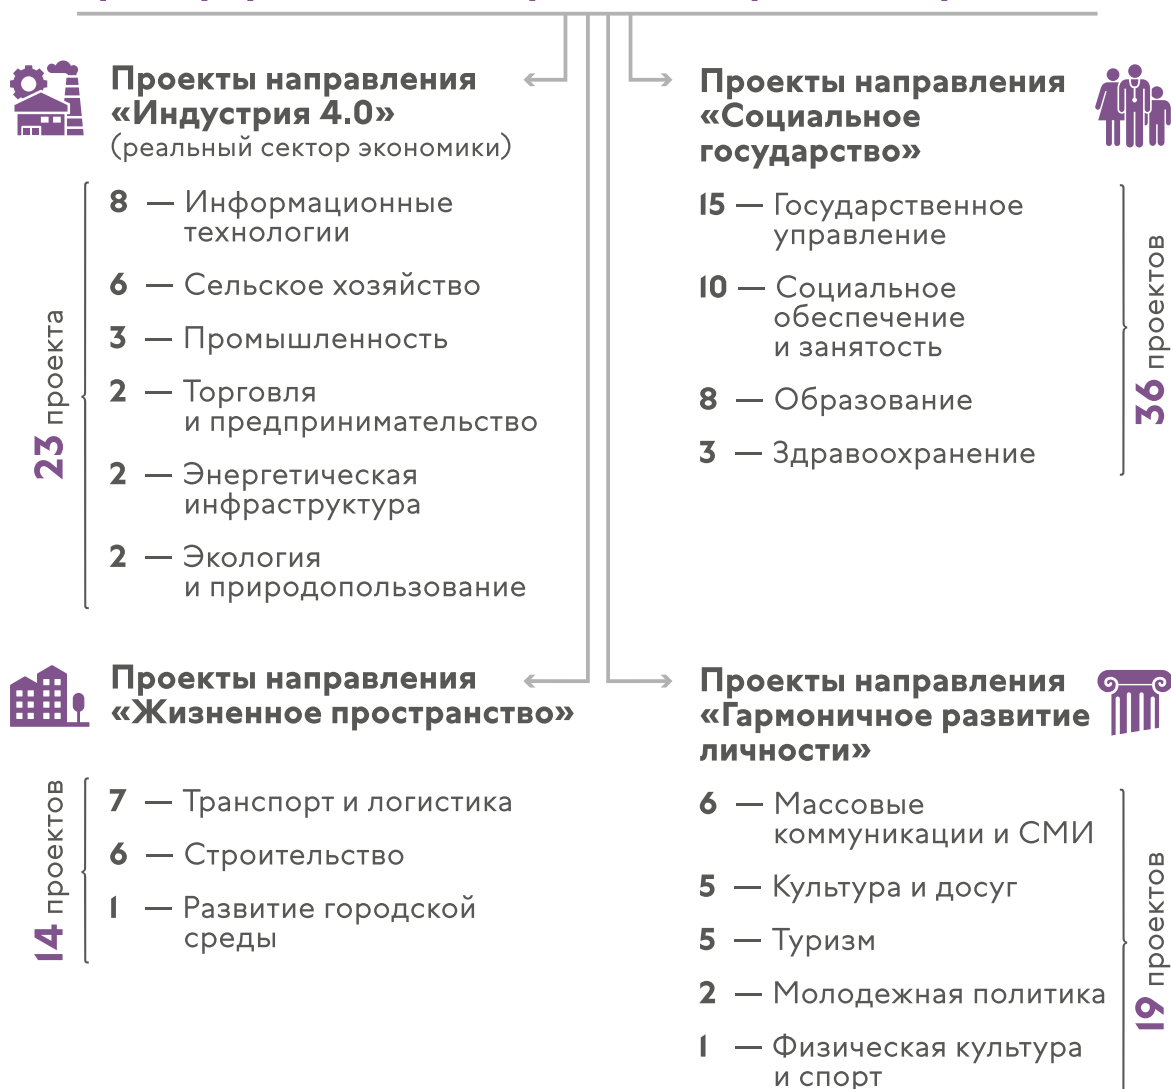 Проекты направления
«Индустрия 4.0»
(реальный сектор экономики)
23 проекта
8 — Информационные
технологии
6 — Сельское хозяйство
3 — Промышленность
2 — Торговля
и предпринимательство
2 — Энергетическая
инфраструктура
2 — Экология
и природопользование
Проекты направления
«Социальное
государство»
15 — Государственное
управление
10 — Социальное
обеспечение
и занятость
8 — Образование
3 — Здравоохранение
36 проектов
Проекты направления
«Жизненное пространство»
14 проектов
7 — Транспорт и логистика
6 — Строительство
1 — Развитие городской
среды
Проекты направления
«Гармоничное развитие
личности»
6 — Массовые
коммуникации и СМИ
5 — Культура и досуг
5 — Туризм
2 — Молодежная политика
1 — Физическая культура
и спорт
19 проектов